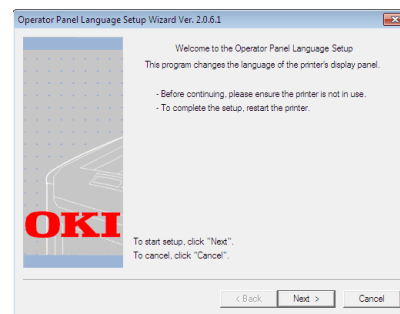 Operator Panel Language Setup Wizard Ver. 2.0.6.1
Welcome to the Operator Panel Language Setup
This program changes the language of the printer's display panel.
- Before continuing, please ensure the printer is not in use.
- To complete the setup, restart the printer.
OKI
To start setup, click "Next".
To cancel, click "Cancel".
< Back Next > Cancel